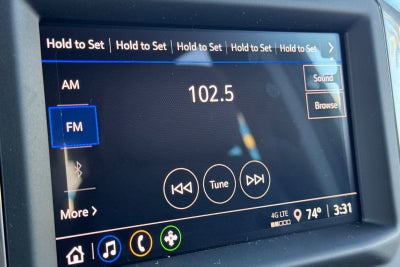 Hold to Set | Hold to Set | Hold to Set | Hold to Set | Hold to Set >
AM
Sound
102.5
Browse
FM
Tune
More >
4G LTE
74° | 3:31